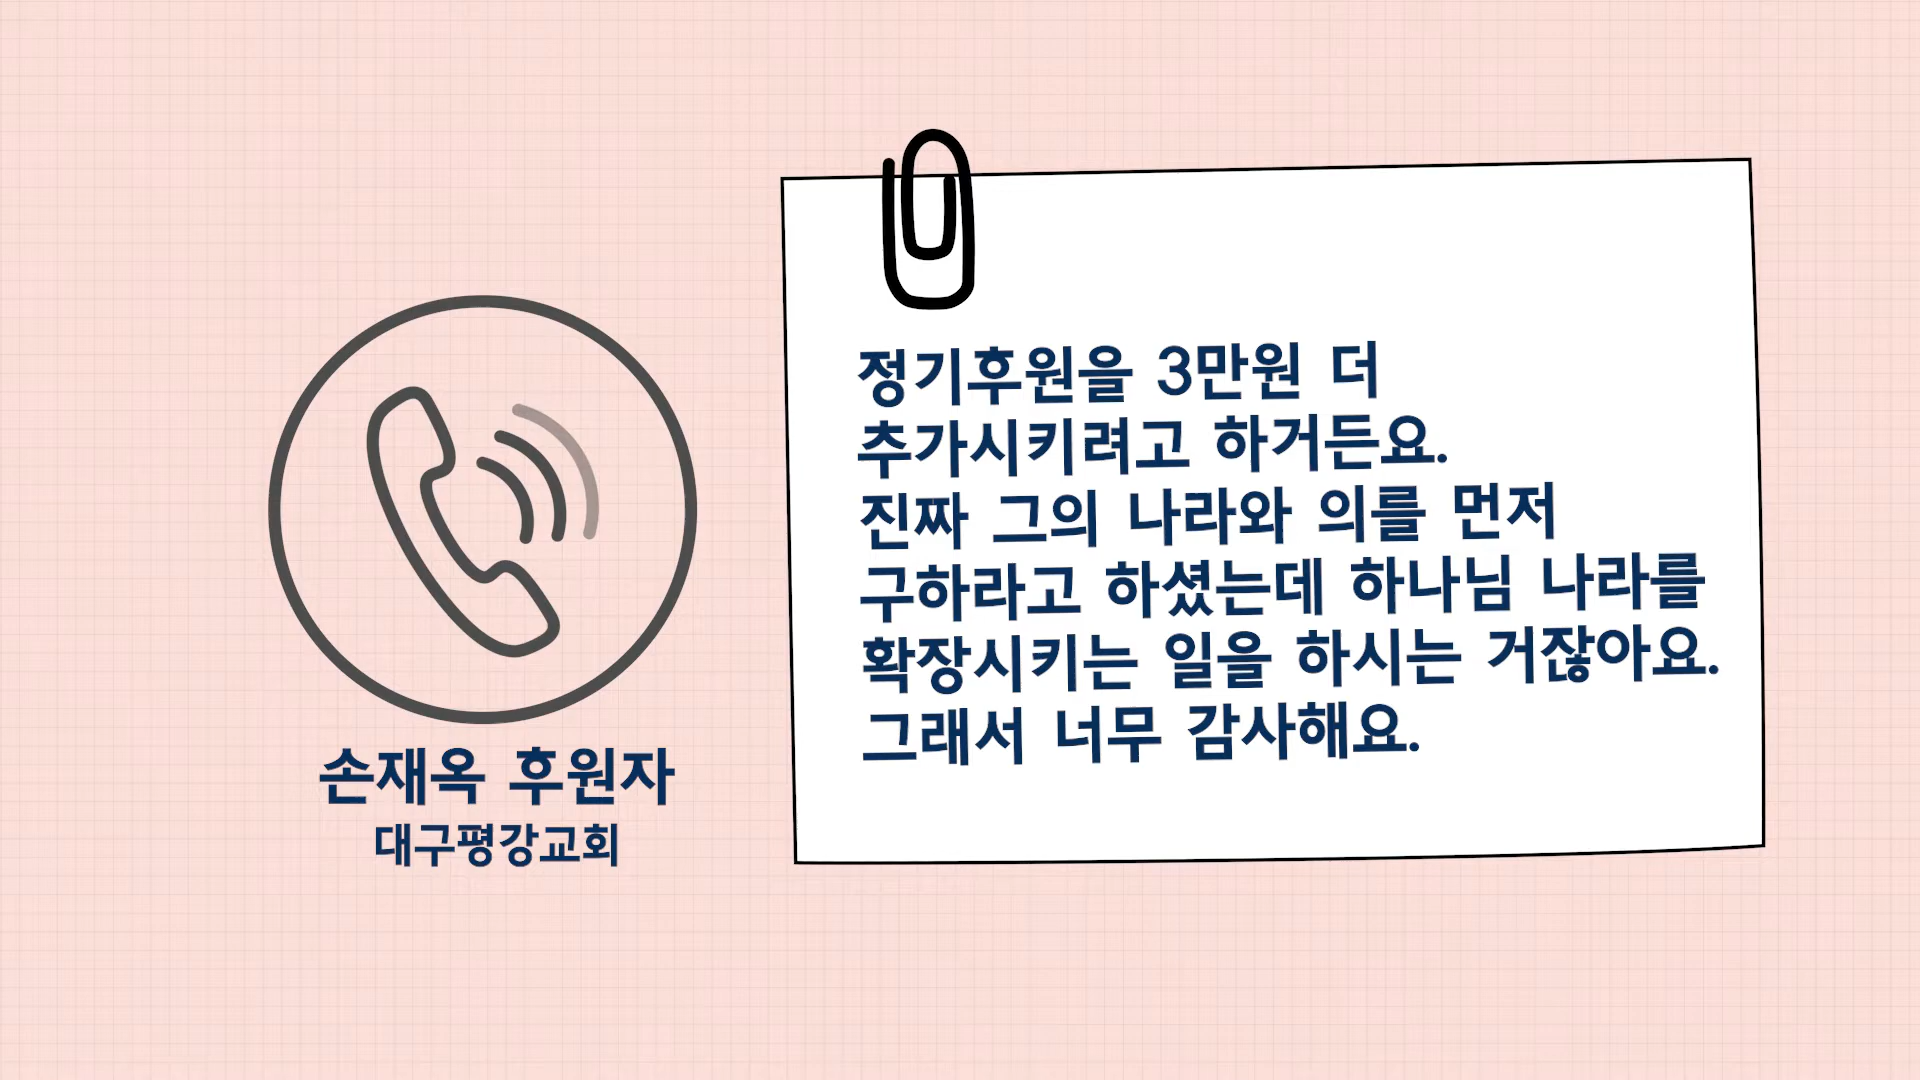 정기후원을 3만원 더
추가시키려고 하거든요.
진짜 그의 나라와 의를 먼저
구하라고 하셨는데 하나님 나라를
확장시키는 일을 하시는 거잖아요.
그래서 너무 감사해요.
손재옥 후원자
대구평강교회